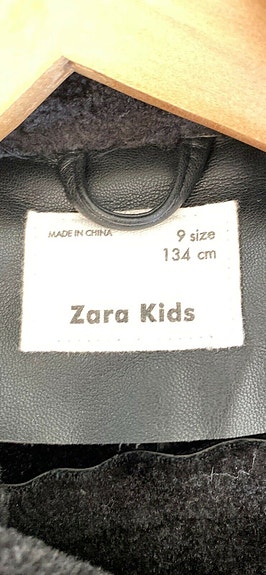 MADE IN CHINA
9 size
134 cm
Zara Kids